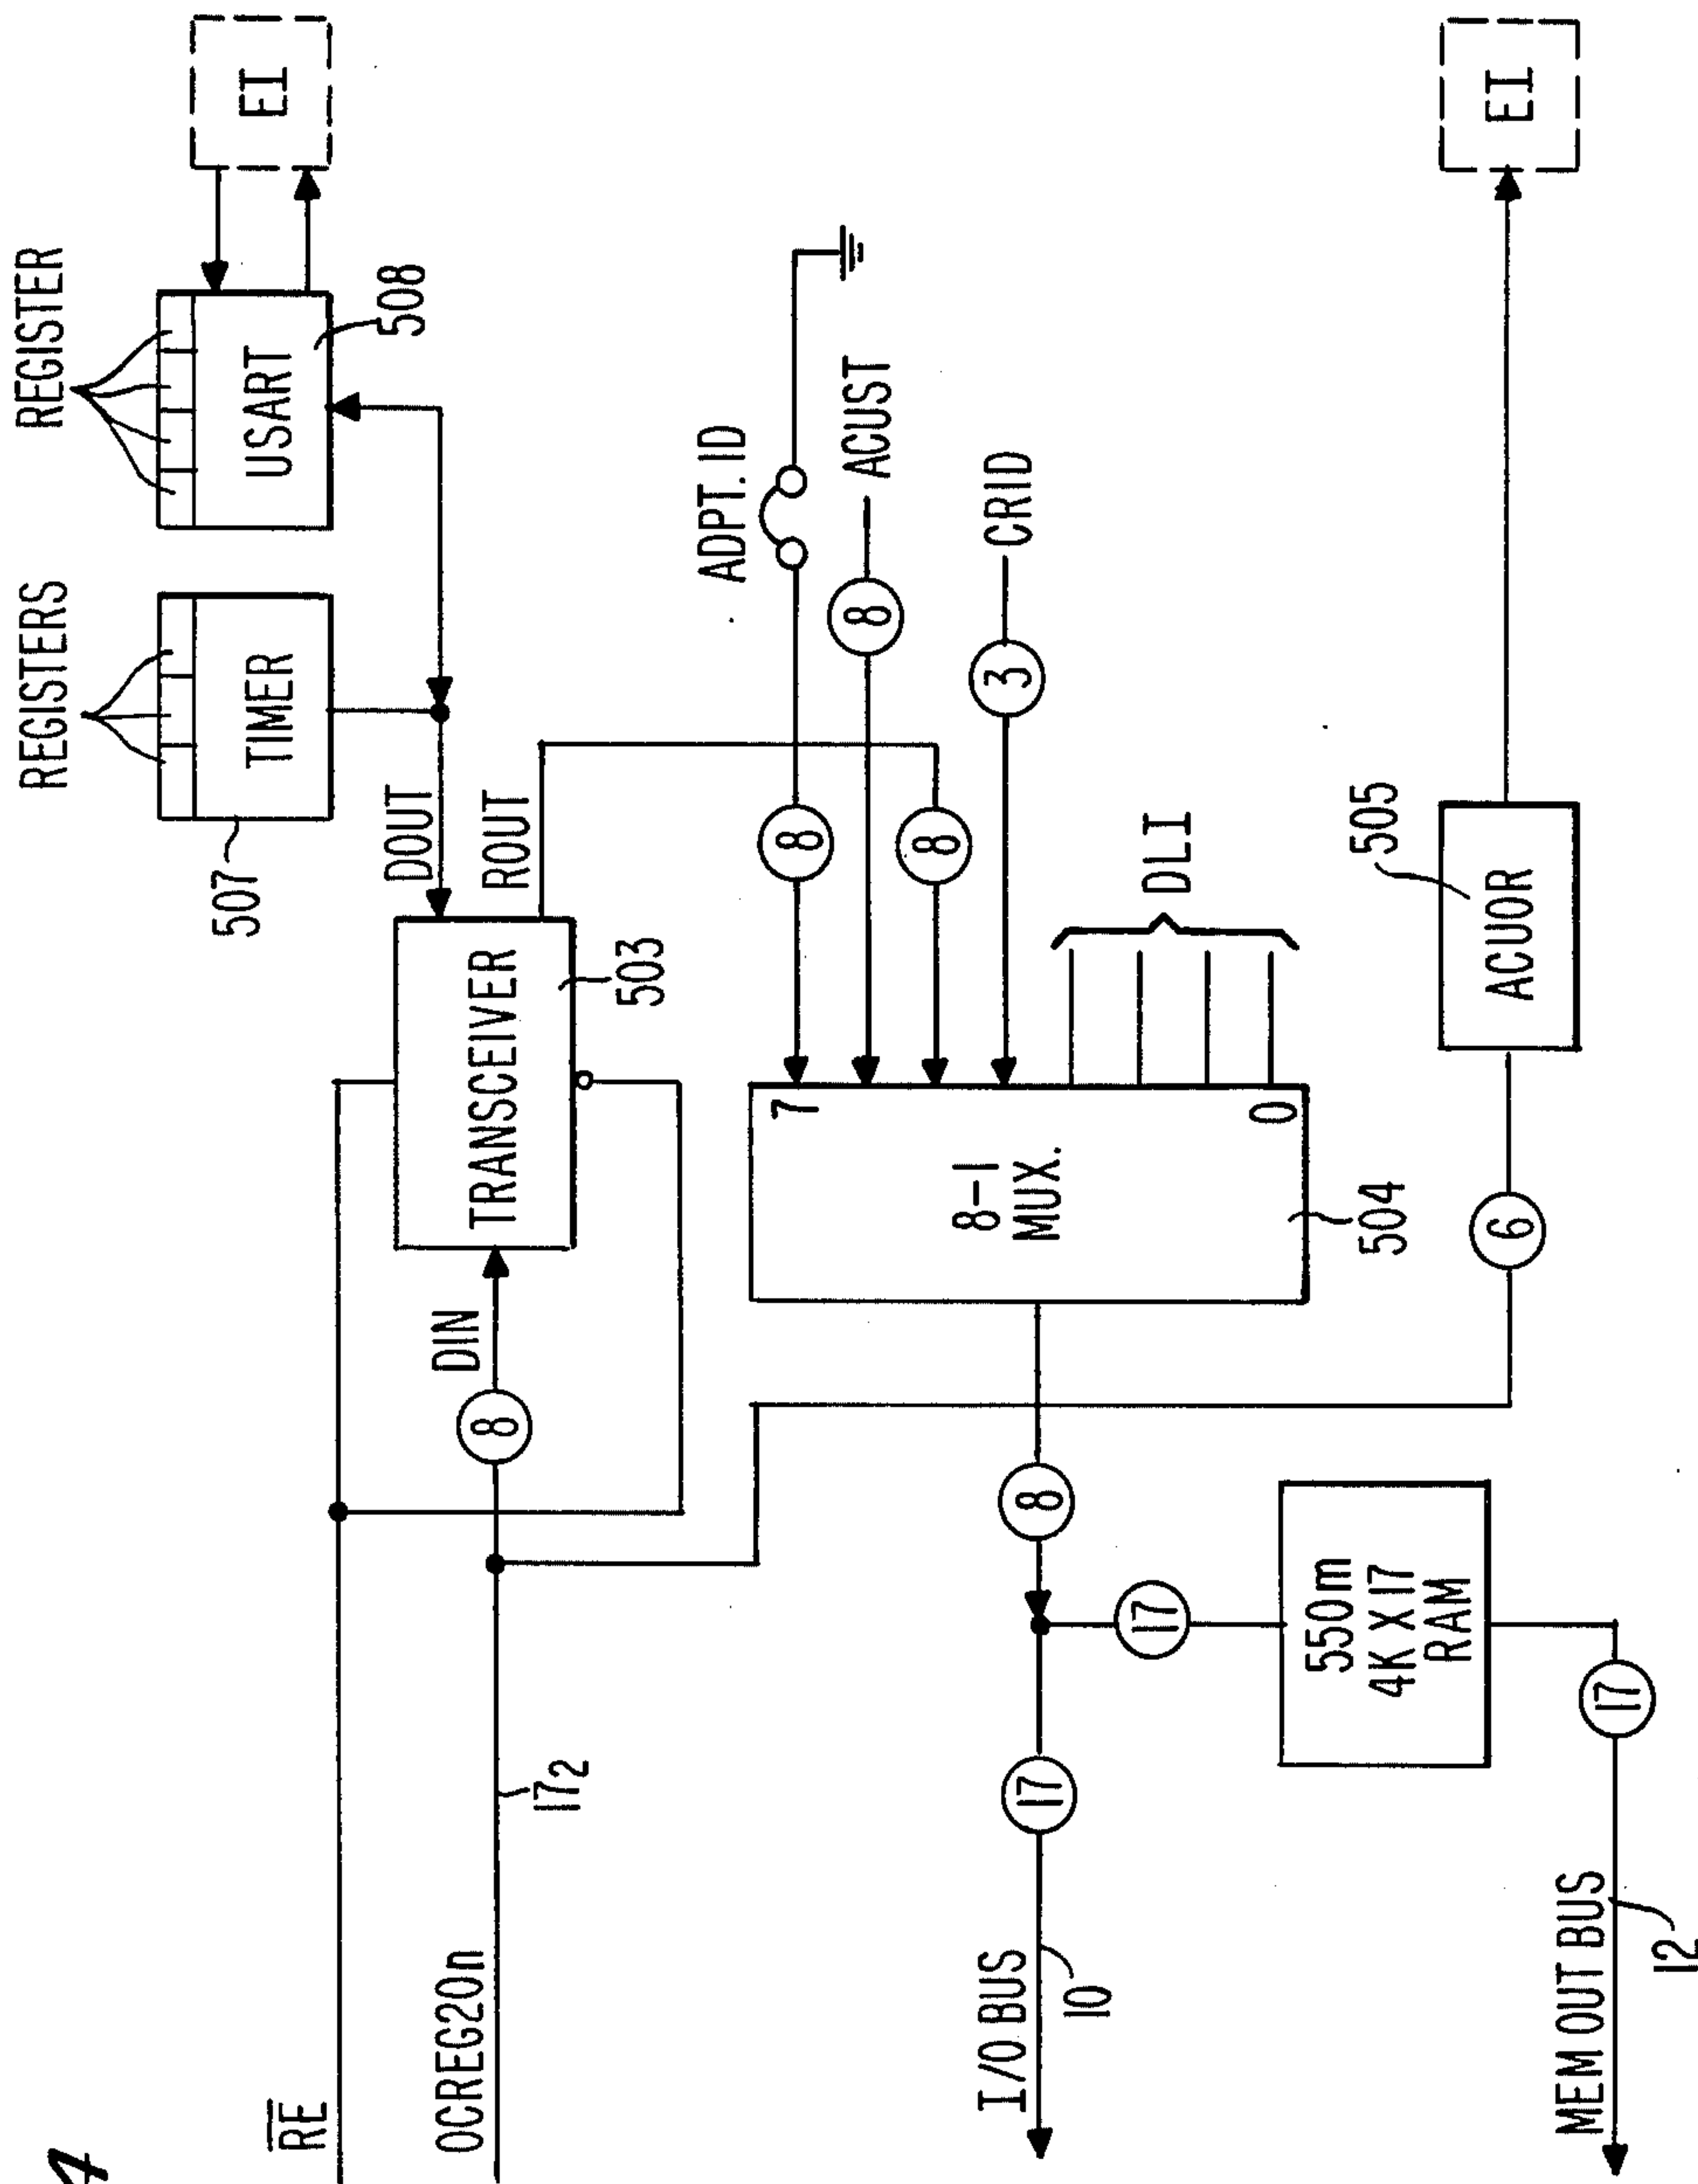 4
RE
OCREG20n
17₂
8
DIN
TRANSCEIVER
503
DOUT
ROUT
REGISTERS
TIMER
507
REGISTER
USART
508
EI
ADPT. ID
8
ACUST
8
8
CRID
3
DLI
7
0
8-1
MUX.
504
8
17
I/O BUS
10
17
550m
4K X 17
RAM
17
MEM OUT BUS
12
6
ACUOR
505
EI